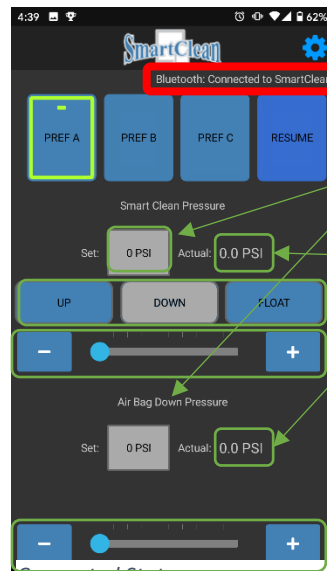 4:39 62%
SmartClean
Bluetooth: Connected to SmartClean
PREF A PREF B PREF C RESUME
Smart Clean Pressure
Set: 0 PSI Actual: 0.0 PSI
UP DOWN FLOAT
− +
Air Bag Down Pressure
Set: 0 PSI Actual: 0.0 PSI
− +